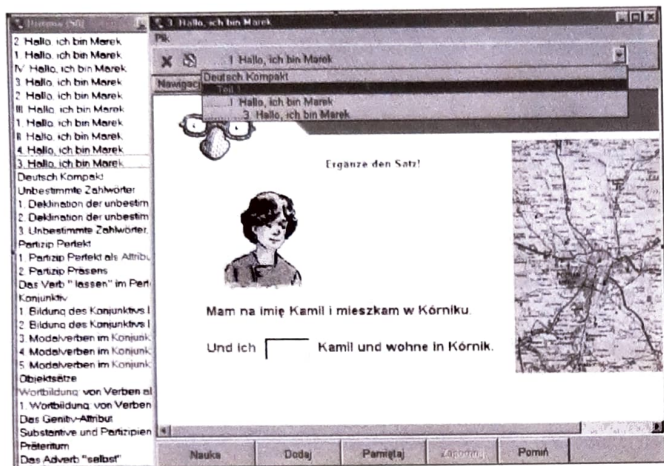 Historia (50)
2 Hallo, ich bin Marek
1 Hallo, ich bin Marek
IV Hallo, ich bin Marek
3 Hallo, ich bin Marek
2 Hallo, ich bin Marek
III Hallo, ich bin Marek
1 Hallo, ich bin Marek
II Hallo, ich bin Marek
4. Hallo, ich bin Marek
3. Hallo, ich bin Marek
Deutsch Kompakt
Unbestimmte Zahlwörter
1. Deklination der unbestim
2. Deklination der unbestim
3. Unbestimmte Zahlwörter,
Partizip Perfekt
1 Partizip Perfekt als Attribu
2. Partizip Präsens
Das Verb "lassen" im Perf
Konjunktiv
1 Bildung des Konjunktivs I
2 Bildung des Konjunktivs I
3 Modalverben im Konjunk
4 Modalverben im Konjunk
5 Modalverben im Konjunk
Objektsätze
Wortbildung von Verben al
1. Wortbildung von Verben
Das Genitiv-Attribut
Substantive und Partizipien
Präteritum
Das Adverb "selbst"
3 Hallo, ich bin Marek
Plik
1 Hallo, ich bin Marek
Deutsch Kompakt
Teil 1
1 Hallo, ich bin Marek
3 Hallo, ich bin Marek
Nawigacj
Ergänze den Satz!
Mam na imię Kamil i mieszkam w Kórniku.
Und ich Kamil und wohne in Kórnik.
Nauka
Dodaj
Pamiętaj
Zapomnij
Pomiń